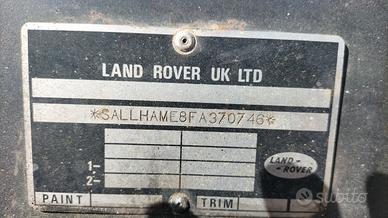 LAND ROVER UK LTD
*SALLHAME8FA370746*
1-
2-
LAND-
-ROVER
PAINT TRIM
subito